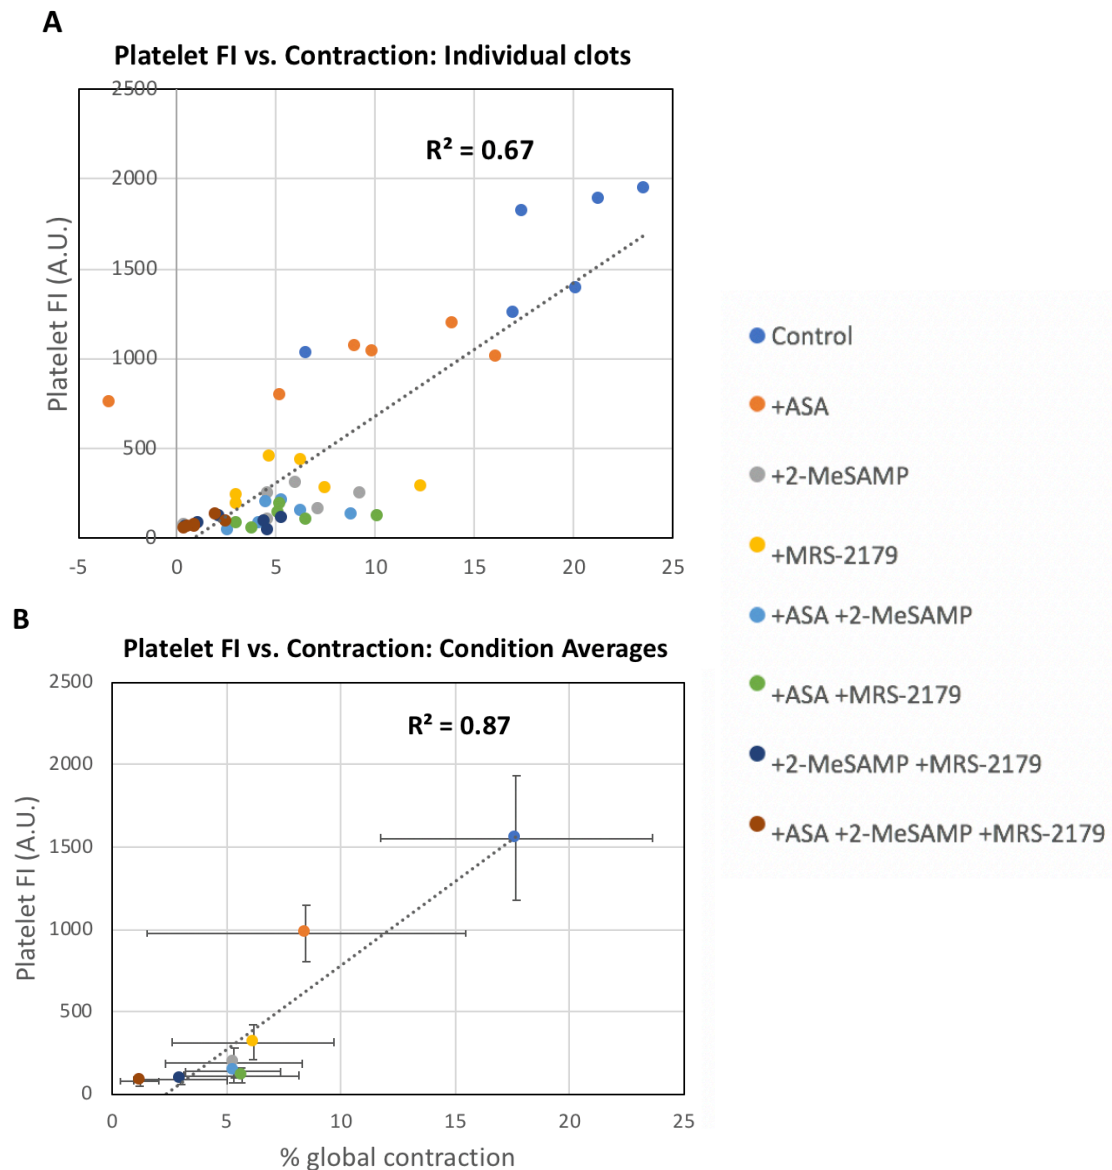 A
Platelet FI vs. Contraction: Individual clots
2500
R² = 0.67
2000
1500
1000
500
0
Platelet FI (A.U.)
-5 0 5 10 15 20 25
Control
+ASA
+2-MeSAMP
+MRS-2179
+ASA +2-MeSAMP
+ASA +MRS-2179
+2-MeSAMP +MRS-2179
+ASA +2-MeSAMP +MRS-2179
B
Platelet FI vs. Contraction: Condition Averages
2500
R² = 0.87
2000
1500
1000
500
0
Platelet FI (A.U.)
0 5 10 15 20 25
% global contraction